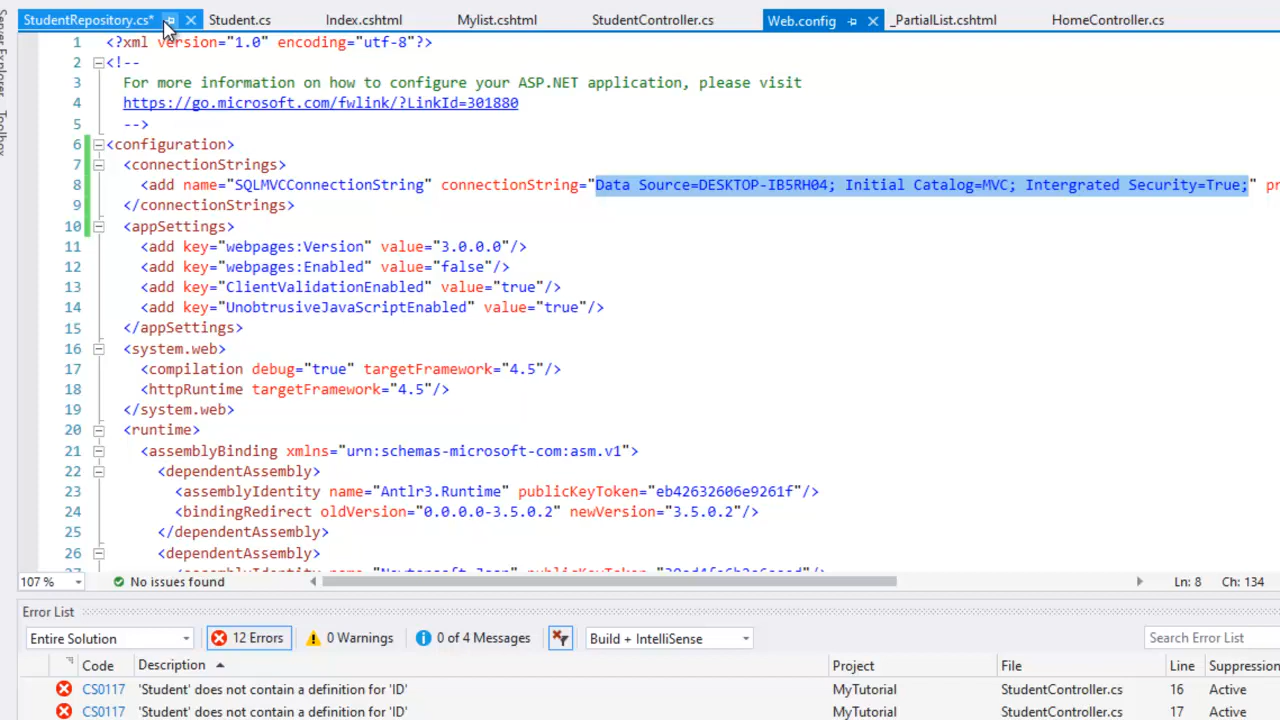 StudentRepository.cs* Student.cs Index.cshtml Mylist.cshtml StudentController.cs Web.config _PartialList.cshtml HomeController.cs
Server Explorer
Toolbox
1 <?xml version="1.0" encoding="utf-8"?>
2 <!--
3 For more information on how to configure your ASP.NET application, please visit
4 https://go.microsoft.com/fwlink/?LinkId=301880
5 -->
6 <configuration>
7 <connectionStrings>
8 <add name="SQLMVCConnectionString" connectionString="Data Source=DESKTOP-IB5RH04; Initial Catalog=MVC; Intergrated Security=True;" pr
9 </connectionStrings>
10 <appSettings>
11 <add key="webpages:Version" value="3.0.0.0"/>
12 <add key="webpages:Enabled" value="false"/>
13 <add key="ClientValidationEnabled" value="true"/>
14 <add key="UnobtrusiveJavaScriptEnabled" value="true"/>
15 </appSettings>
16 <system.web>
17 <compilation debug="true" targetFramework="4.5"/>
18 <httpRuntime targetFramework="4.5"/>
19 </system.web>
20 <runtime>
21 <assemblyBinding xmlns="urn:schemas-microsoft-com:asm.v1">
22 <dependentAssembly>
23 <assemblyIdentity name="Antlr3.Runtime" publicKeyToken="eb42632606e9261f"/>
24 <bindingRedirect oldVersion="0.0.0.0-3.5.0.2" newVersion="3.5.0.2"/>
25 </dependentAssembly>
26 <dependentAssembly>
107 % No issues found Ln: 8 Ch: 134
Error List
Entire Solution 12 Errors 0 Warnings 0 of 4 Messages Build + IntelliSense Search Error List
Code Description Project File Line Suppression
CS0117 'Student' does not contain a definition for 'ID' MyTutorial StudentController.cs 16 Active
CS0117 'Student' does not contain a definition for 'ID' MyTutorial StudentController.cs 17 Active